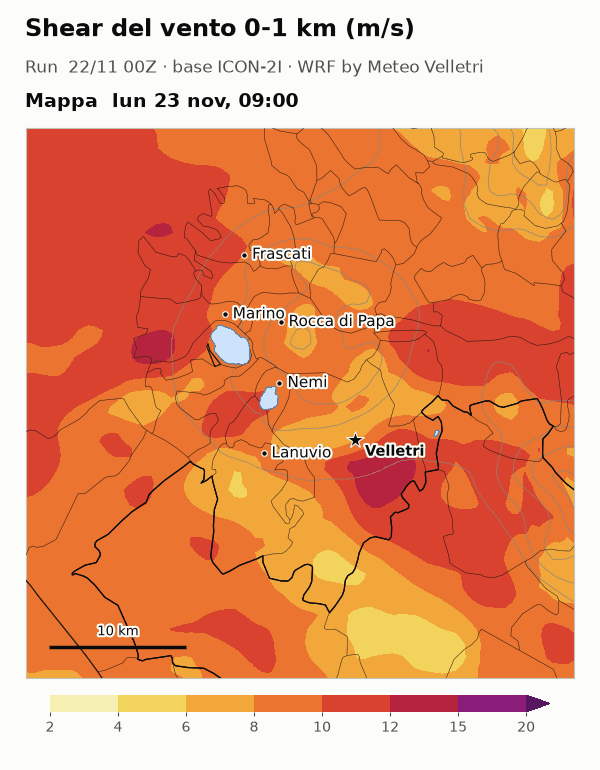 Shear del vento 0-1 km (m/s)
Run  22/11 00Z · base ICON-2I · WRF by Meteo Velletri
Mappa  lun 23 nov, 09:00
Frascati
Marino
Rocca di Papa
Nemi
Velletri
Lanuvio
10 km
2 4 6 8 10 12 15 20